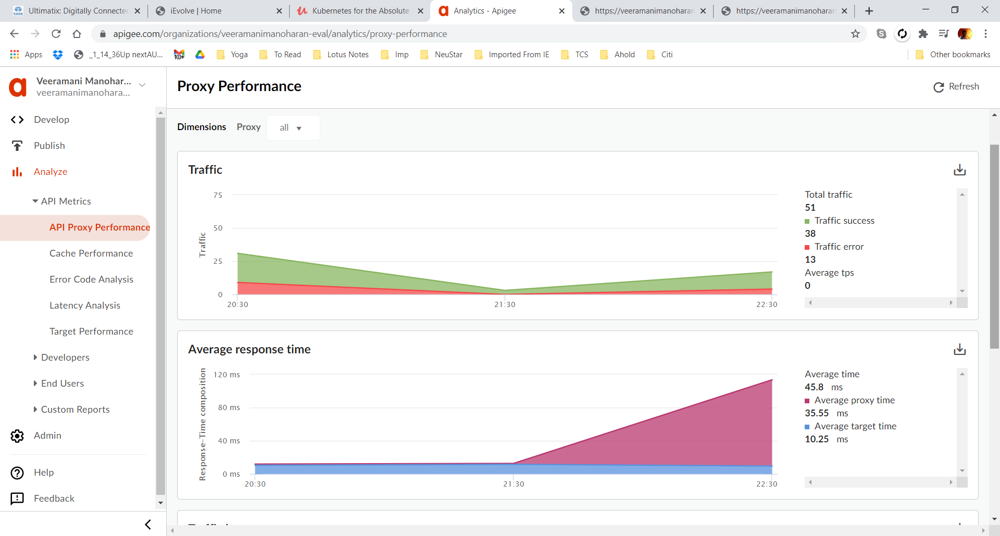 Ultimatix: Digitally Connected
iEvolve | Home
Kubernetes for the Absolute
Analytics - Apigee
https://veeramanimanoharan
https://veeramanimanoharan
apigee.com/organizations/veeramanimanoharan-eval/analytics/proxy-performance
Apps
_1_14_36Up nextAU...
100+
Yoga
To Read
Lotus Notes
Imp
NeuStar
Imported From IE
TCS
Ahold
Citi
Other bookmarks
Veeramani Manohar...
veeramanimanohara...
Develop
Publish
Analyze
API Metrics
API Proxy Performance
Cache Performance
Error Code Analysis
Latency Analysis
Target Performance
Developers
End Users
Custom Reports
Admin
Help
Feedback
Proxy Performance
Refresh
Dimensions Proxy all
Traffic
Traffic
75
50
25
0
20:30
21:30
22:30
Total traffic
51
Traffic success
38
Traffic error
13
Average tps
0
Average response time
Response-Time composition
120 ms
80 ms
40 ms
0 ms
20:30
21:30
22:30
Average time
45.8 ms
Average proxy time
35.55 ms
Average target time
10.25 ms